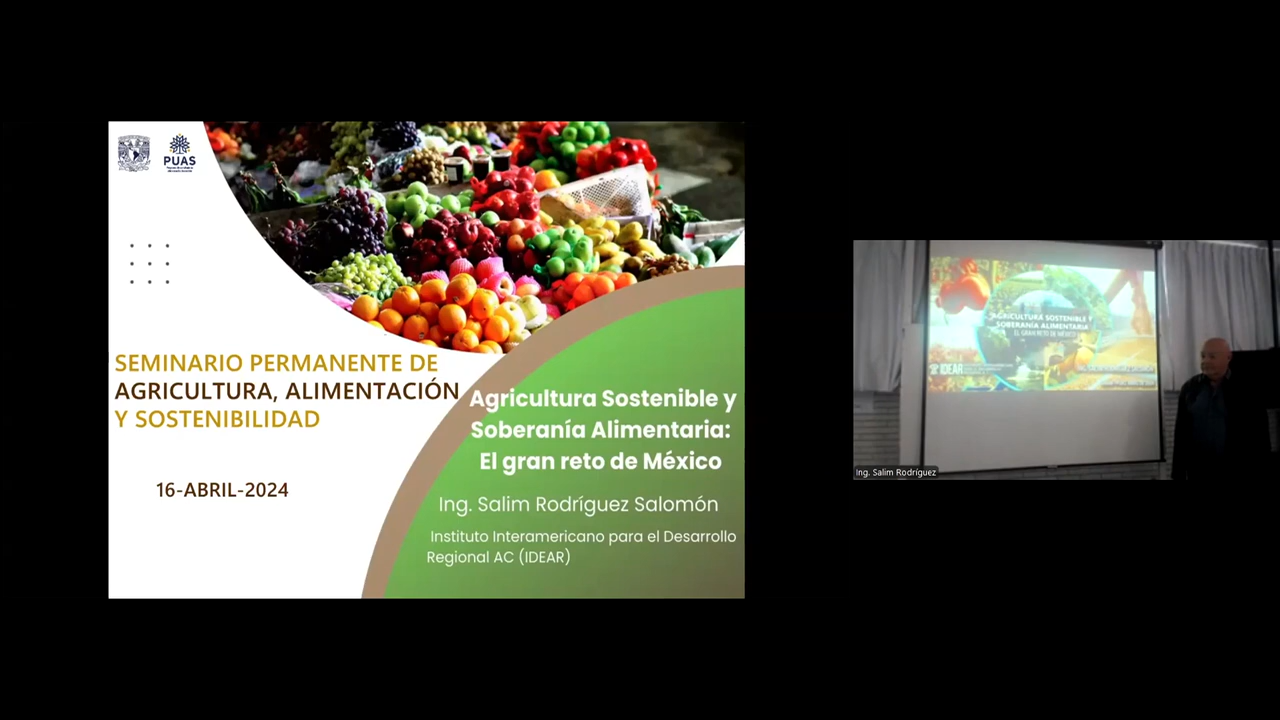 PUAS
SEMINARIO PERMANENTE DE
AGRICULTURA, ALIMENTACIÓN
Y SOSTENIBILIDAD
16-ABRIL-2024
Agricultura Sostenible y
Soberanía Alimentaria:
El gran reto de México
Ing. Salim Rodríguez Salomón
Instituto Interamericano para el Desarrollo
Regional AC (IDEAR)
AGRICULTURA SOSTENIBLE Y
SOBERANÍA ALIMENTARIA
EL GRAN RETO DE MÉXICO
IDEAR
Ing. Salim Rodríguez